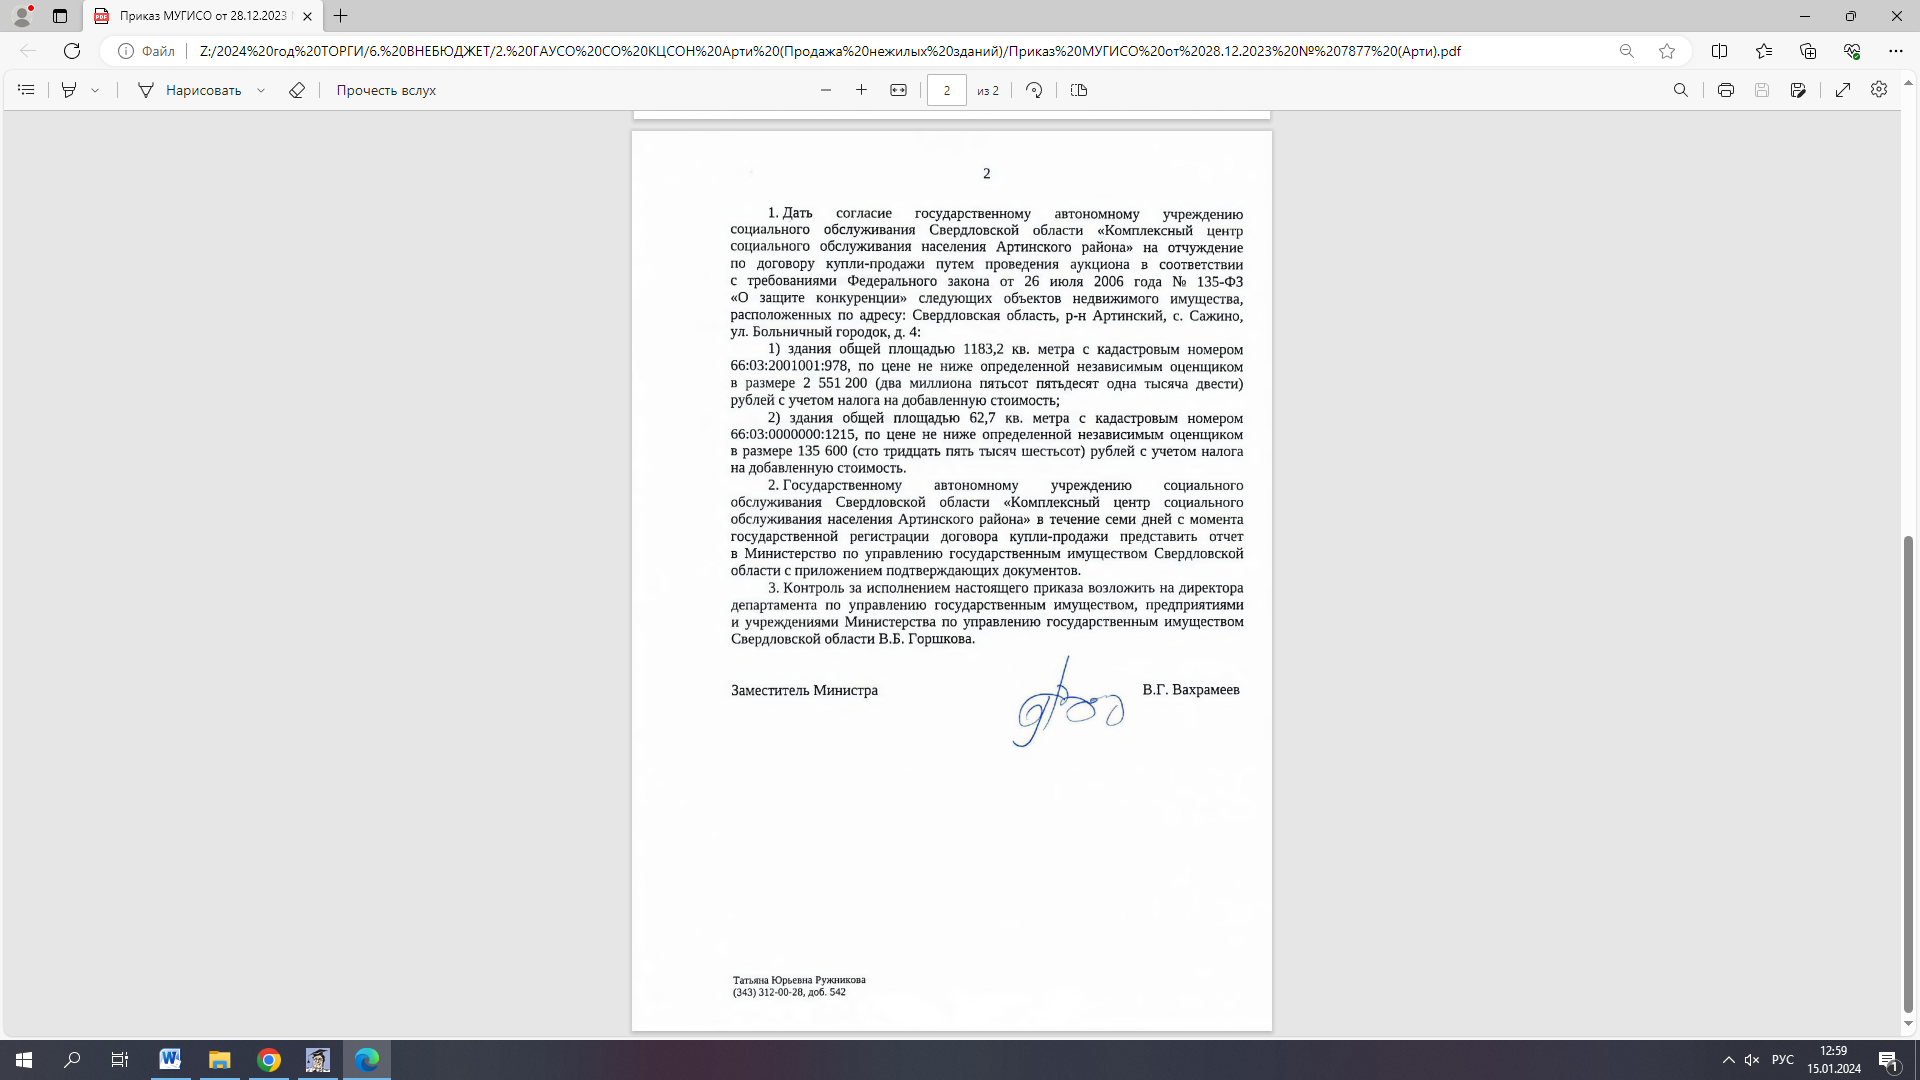 Приказ МУГИСО от 28.12.2023
Файл
Z:/2024%20год%20ТОРГИ/6.%20ВНЕБЮДЖЕТ/2.%20ГАУСО%20СО%20КЦСОН%20Арти%20(Продажа%20нежилых%20зданий)/Приказ%20МУГИСО%20от%2028.12.2023%20№%207877%20(Арти).pdf
Нарисовать
Прочесть вслух
2
из 2
2
1. Дать согласие государственному автономному учреждению
социального обслуживания Свердловской области «Комплексный центр
социального обслуживания населения Артинского района» на отчуждение
по договору купли-продажи путем проведения аукциона в соответствии
с требованиями Федерального закона от 26 июля 2006 года № 135-ФЗ
«О защите конкуренции» следующих объектов недвижимого имущества,
расположенных по адресу: Свердловская область, р-н Артинский, с. Сажино,
ул. Больничный городок, д. 4:
1) здания общей площадью 1183,2 кв. метра с кадастровым номером
66:03:2001001:978, по цене не ниже определенной независимым оценщиком
в размере 2 551 200 (два миллиона пятьсот пятьдесят одна тысяча двести)
рублей с учетом налога на добавленную стоимость;
2) здания общей площадью 62,7 кв. метра с кадастровым номером
66:03:0000000:1215, по цене не ниже определенной независимым оценщиком
в размере 135 600 (сто тридцать пять тысяч шестьсот) рублей с учетом налога
на добавленную стоимость.
2. Государственному автономному учреждению социального
обслуживания Свердловской области «Комплексный центр социального
обслуживания населения Артинского района» в течение семи дней с момента
государственной регистрации договора купли-продажи представить отчет
в Министерство по управлению государственным имуществом Свердловской
области с приложением подтверждающих документов.
3. Контроль за исполнением настоящего приказа возложить на директора
департамента по управлению государственным имуществом, предприятиями
и учреждениями Министерства по управлению государственным имуществом
Свердловской области В.Б. Горшкова.
Заместитель Министра
В.Г. Вахрамеев
Татьяна Юрьевна Ружникова
(343) 312-00-28, доб. 542
РУС
12:59
15.01.2024
1